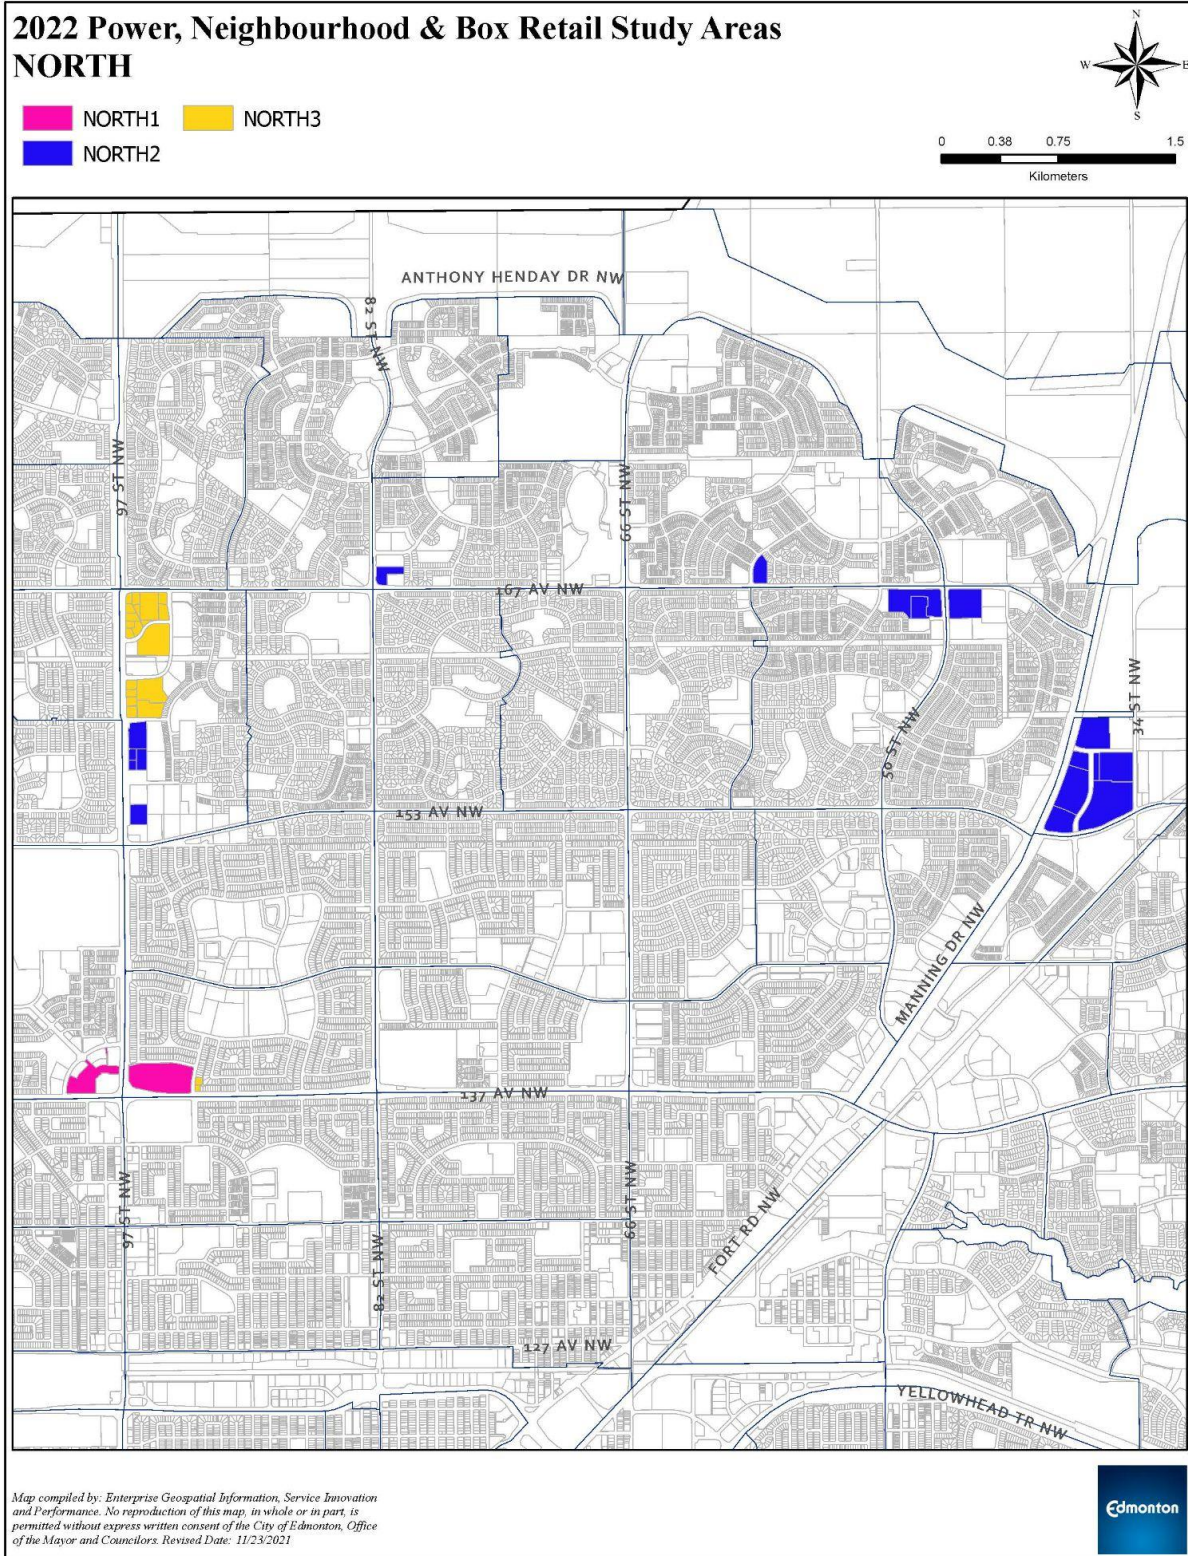 2022 Power, Neighbourhood & Box Retail Study Areas
NORTH
NORTH1
NORTH3
NORTH2
N
W
E
S
0 0.38 0.75 1.5
Kilometers
ANTHONY HENDAY DR NW
82 ST NW
97 ST NW
66 ST NW
167 AV NW
34 ST NW
50 ST NW
153 AV NW
MANNING DR NW
137 AV NW
97 ST NW
66 ST NW
FORT RD NW
82 ST NW
127 AV NW
YELLOWHEAD TR NW
Map compiled by: Enterprise Geospatial Information, Service Innovation
and Performance. No reproduction of this map, in whole or in part, is
permitted without express written consent of the City of Edmonton, Office
of the Mayor and Councilors. Revised Date: 11/23/2021
Edmonton